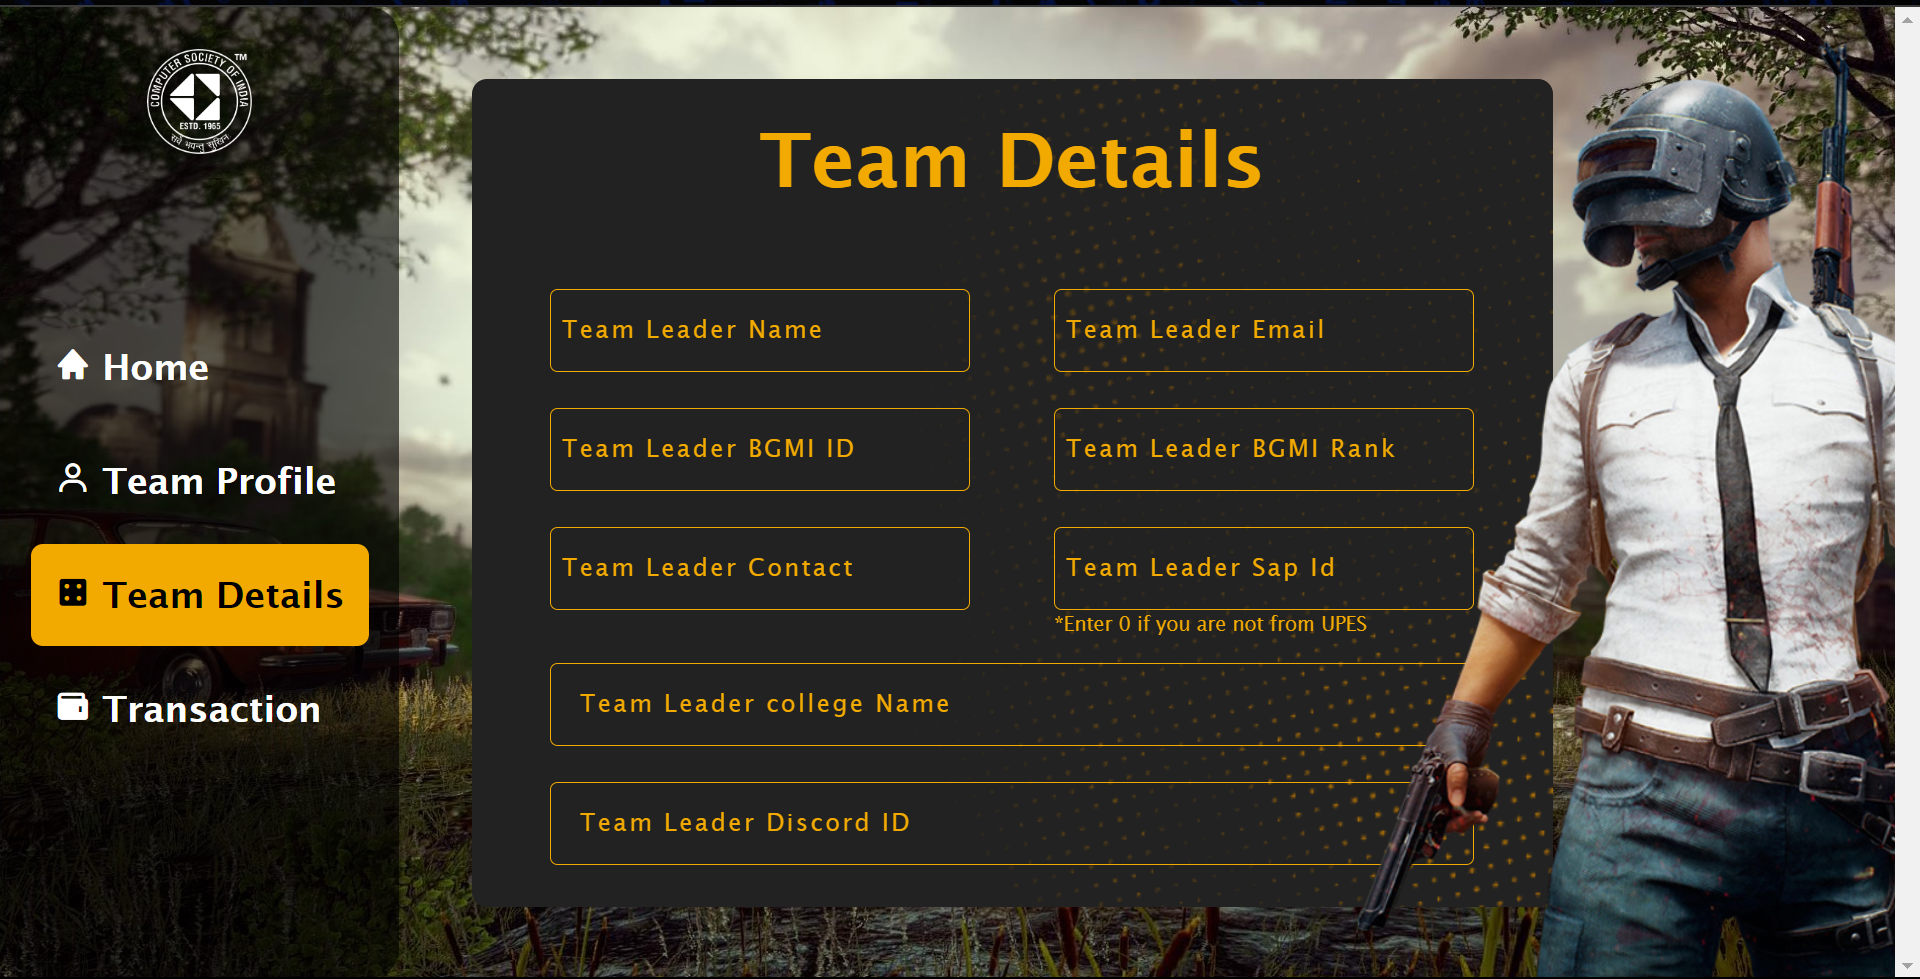 COMPUTER SOCIETY OF INDIA
TM
ESTD. 1965
सर्वे भवन्तु सुखिन
Home
Team Profile
Team Details
Transaction
Team Details
Team Leader Name
Team Leader Email
Team Leader BGMI ID
Team Leader BGMI Rank
Team Leader Contact
Team Leader Sap Id
*Enter 0 if you are not from UPES
Team Leader college Name
Team Leader Discord ID